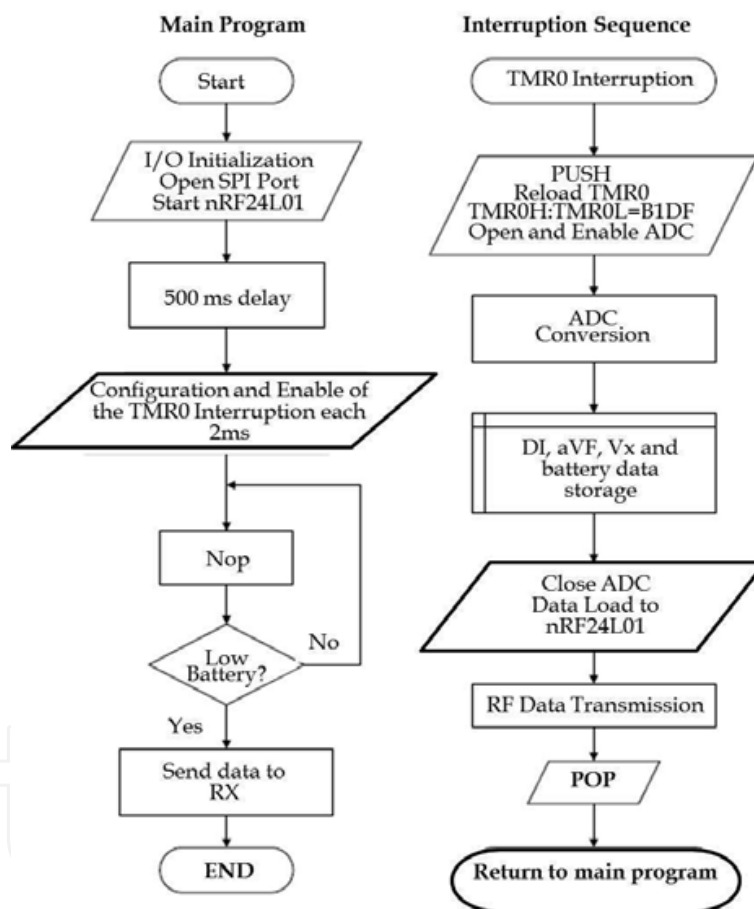 Main Program
Start
I/O Initialization
Open SPI Port
Start nRF24L01
500 ms delay
Configuration and Enable of
the TMR0 Interruption each
2ms
Nop
Low
Battery?
No
Yes
Send data to
RX
END
Interruption Sequence
TMR0 Interruption
PUSH
Reload TMR0
TMR0H:TMR0L=B1DF
Open and Enable ADC
ADC
Conversion
DI, aVF, Vx and
battery data
storage
Close ADC
Data Load to
nRF24L01
RF Data Transmission
POP
Return to main program